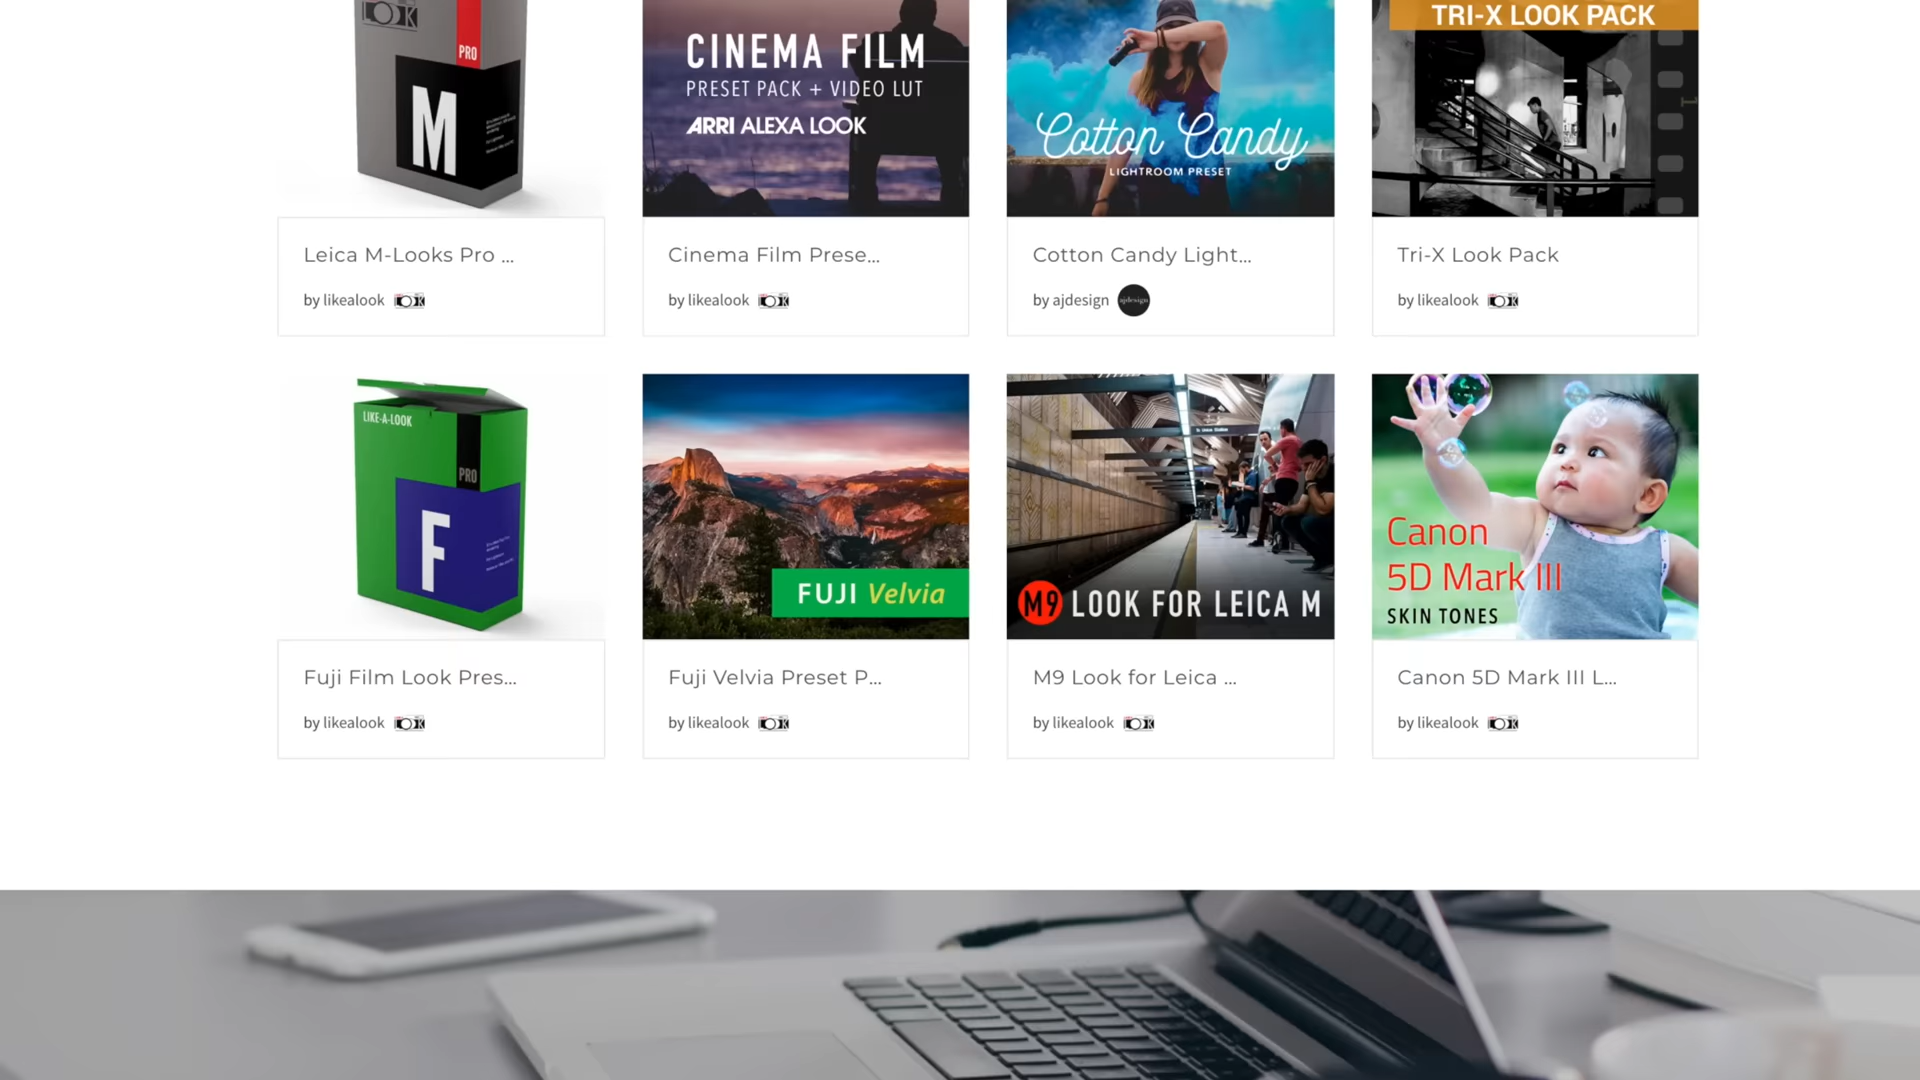 LOOK
PRO
M
CINEMA FILM
PRESET PACK + VIDEO LUT
ARRI ALEXA LOOK
Cotton Candy
LIGHTROOM PRESET
TRI-X LOOK PACK
Leica M-Looks Pro ...
by likealook
Cinema Film Prese...
by likealook
Cotton Candy Light...
by ajdesign ajdesign
Tri-X Look Pack
by likealook
LIKE-A-LOOK
PRO
F
FUJI Velvia
M9 LOOK FOR LEICA M
Canon
5D Mark III
SKIN TONES
Fuji Film Look Pres...
by likealook
Fuji Velvia Preset P...
by likealook
M9 Look for Leica ...
by likealook
Canon 5D Mark III L...
by likealook